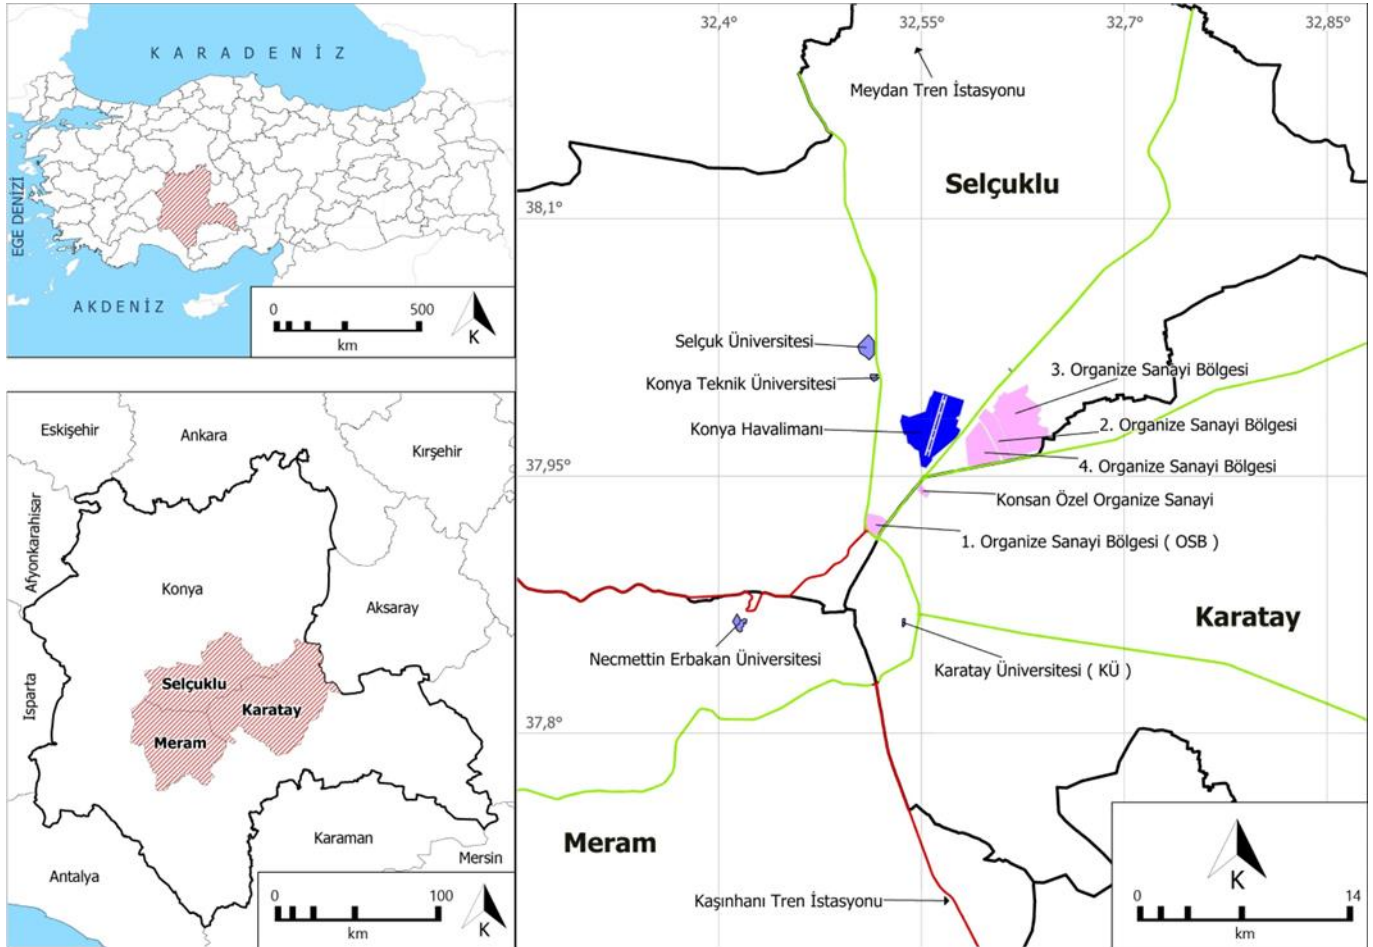 K A R A D E N İ Z
EGE DENİZİ
AKDENİZ
0 500
km
K
Eskişehir
Ankara
Kırşehir
Afyonkarahisar
Konya
Aksaray
Isparta
Selçuklu
Karatay
Meram
Karaman
Mersin
Antalya
0 100
km
K
32,4° 32,55° 32,7° 32,85°
Meydan Tren İstasyonu
Selçuklu
38,1°
Selçuk Üniversitesi
3. Organize Sanayi Bölgesi
Konya Teknik Üniversitesi
Konya Havalimanı
2. Organize Sanayi Bölgesi
4. Organize Sanayi Bölgesi
37,95°
Konsan Özel Organize Sanayi
1. Organize Sanayi Bölgesi ( OSB )
Karatay
Necmettin Erbakan Üniversitesi
Karatay Üniversitesi ( KÜ )
37,8°
Meram
Kaşınhanı Tren İstasyonu
K
0 14
km